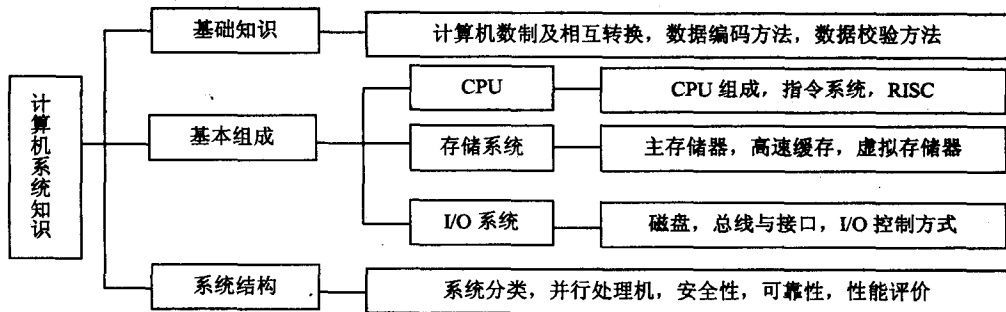 计算机系统知识
基础知识
计算机数制及相互转换，数据编码方法，数据校验方法
基本组成
CPU
CPU 组成，指令系统，RISC
存储系统
主存储器，高速缓存，虚拟存储器
I/O 系统
磁盘，总线与接口，I/O 控制方式
系统结构
系统分类，并行处理机，安全性，可靠性，性能评价